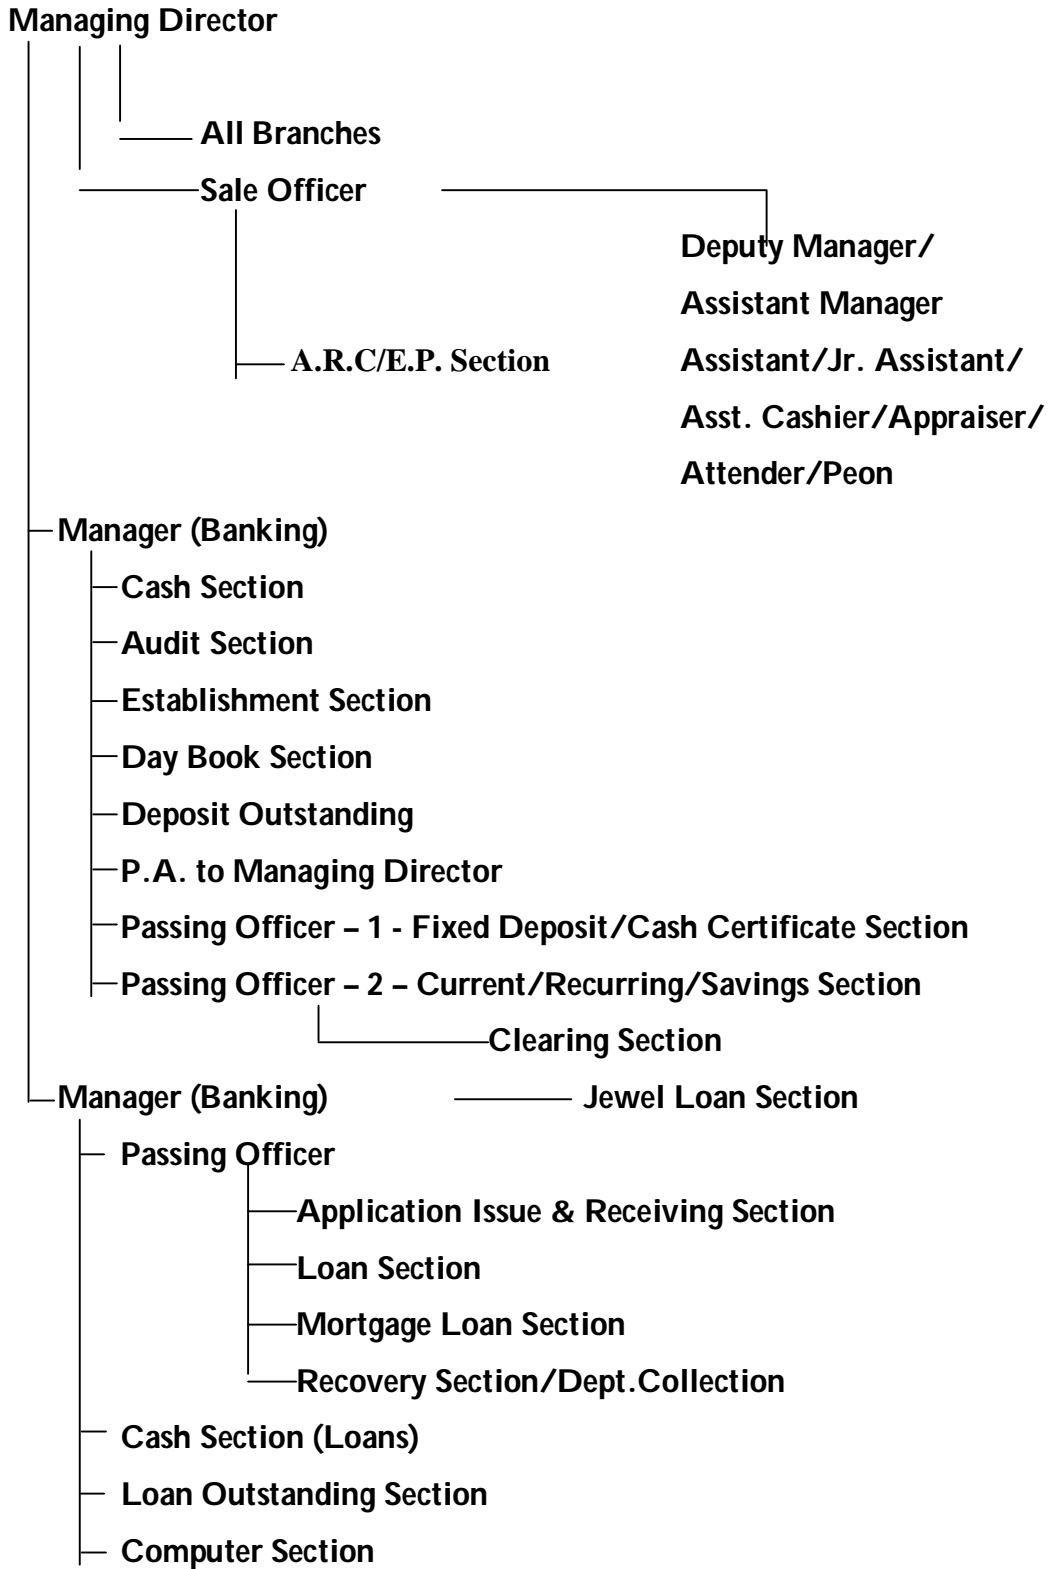 Managing Director
All Branches
Sale Officer
Deputy Manager/
Assistant Manager
A.R.C/E.P. Section
Assistant/Jr. Assistant/
Asst. Cashier/Appraiser/
Attender/Peon
Manager (Banking)
Cash Section
Audit Section
Establishment Section
Day Book Section
Deposit Outstanding
P.A. to Managing Director
Passing Officer – 1 - Fixed Deposit/Cash Certificate Section
Passing Officer – 2 – Current/Recurring/Savings Section
Clearing Section
Manager (Banking) Jewel Loan Section
Passing Officer
Application Issue & Receiving Section
Loan Section
Mortgage Loan Section
Recovery Section/Dept.Collection
Cash Section (Loans)
Loan Outstanding Section
Computer Section